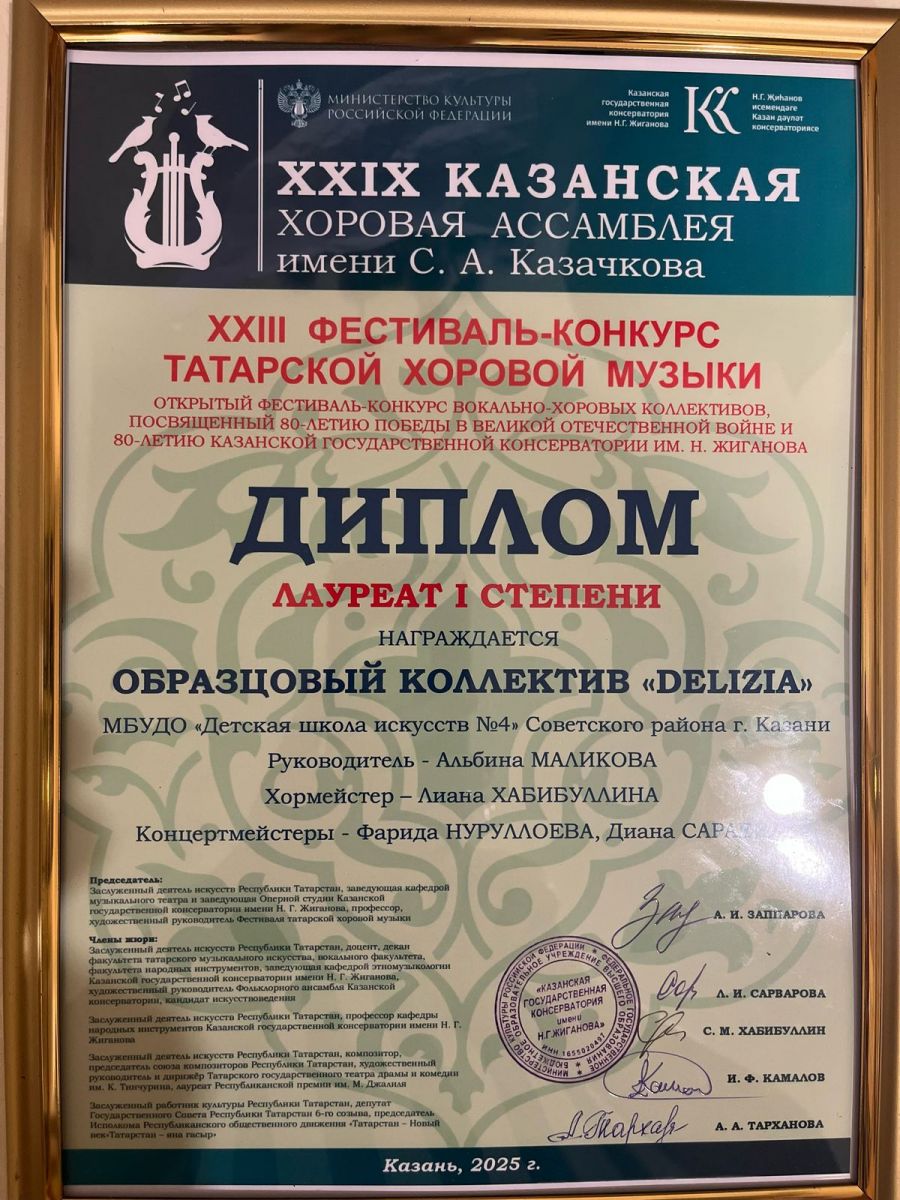 МИНИСТЕРСТВО КУЛЬТУРЫ
РОССИЙСКОЙ ФЕДЕРАЦИИ
Казанская
государственная
консерватория
имени Н.Г. Жиганова
Н.Г. Җиһанов
исемендәге
Казан дәүләт
консерваториясе
XXIX КАЗАНСКАЯ
ХОРОВАЯ АССАМБЛЕЯ
имени С. А. Казачкова
XXIII ФЕСТИВАЛЬ-КОНКУРС
ТАТАРСКОЙ ХОРОВОЙ МУЗЫКИ
ОТКРЫТЫЙ ФЕСТИВАЛЬ-КОНКУРС ВОКАЛЬНО-ХОРОВЫХ КОЛЛЕКТИВОВ,
ПОСВЯЩЕННЫЙ 80-ЛЕТИЮ ПОБЕДЫ В ВЕЛИКОЙ ОТЕЧЕСТВЕННОЙ ВОЙНЕ И
80-ЛЕТИЮ КАЗАНСКОЙ ГОСУДАРСТВЕННОЙ КОНСЕРВАТОРИИ ИМ. Н. ЖИГАНОВА
ДИПЛОМ
ЛАУРЕАТ I СТЕПЕНИ
НАГРАЖДАЕТСЯ
ОБРАЗЦОВЫЙ КОЛЛЕКТИВ «DELIZIA»
МБУДО «Детская школа искусств №4» Советского района г. Казани
Руководитель - Альбина МАЛИКОВА
Хормейстер – Лиана ХАБИБУЛЛИНА
Концертмейстеры - Фарида НУРУЛЛОЕВА, Диана
Председатель:
Заслуженный деятель искусств Республики Татарстан, заведующая кафедрой
музыкального театра и заведующая Оперной студии Казанской
государственной консерватории имени Н. Г. Жиганова, профессор,
художественный руководитель Фестиваля татарской хоровой музыки
А. И. ЗАППАРОВА
Члены жюри:
Заслуженный деятель искусств Республики Татарстан, доцент, декан
факультета татарского музыкального искусства, вокального факультета,
факультета народных инструментов, заведующая кафедрой этномузыкологии
Казанской государственной консерватории имени Н. Г. Жиганова,
художественный руководитель Фольклорного ансамбля Казанской
консерватории, кандидат искусствоведения
Л. И. САРВАРОВА
Заслуженный деятель искусств Республики Татарстан, профессор кафедры
народных инструментов Казанской государственной консерватории имени Н. Г.
Жиганова
С. М. ХАБИБУЛЛИН
Заслуженный деятель искусств Республики Татарстан, композитор,
председатель союза композиторов Республики Татарстан, художественный
руководитель и дирижёр Татарского государственного театра драмы и комедии
им. К. Тинчурина, лауреат Республиканской премии им. М. Джалиля
И. Ф. КАМАЛОВ
Заслуженный работник культуры Республики Татарстан, депутат
Государственного Совета Республики Татарстан 6-го созыва, председатель
Исполкома Республиканского общественного движения «Татарстан – Новый
век»Татарстан – яна гасыр»
А. А. ТАРХАНОВА
«КАЗАНСКАЯ
ГОСУДАРСТВЕННАЯ
КОНСЕРВАТОРИЯ
имени
Н.Г.ЖИГАНОВА»
Казань, 2025 г.